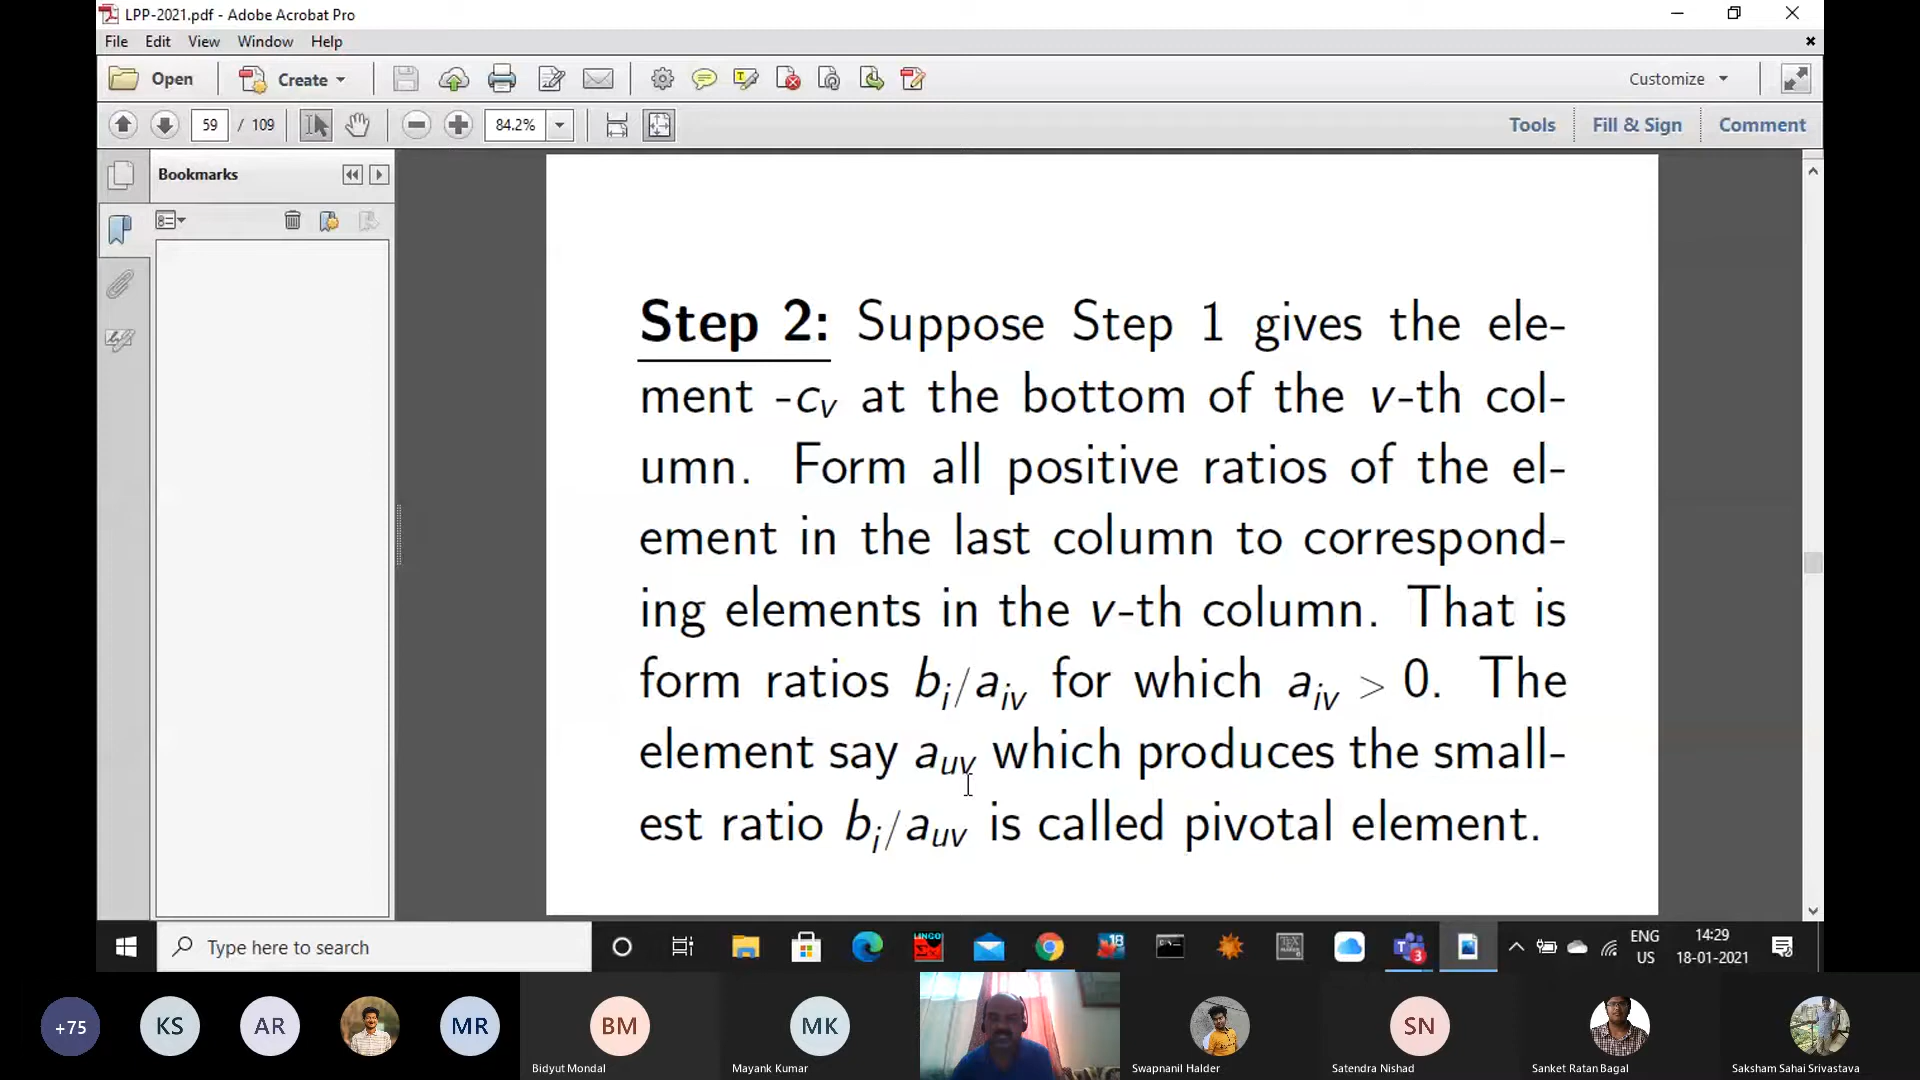 LPP-2021.pdf - Adobe Acrobat Pro
File Edit View Window Help
Open Create Customize
59 / 109 84.2% Tools Fill & Sign Comment
Bookmarks
Step 2: Suppose Step 1 gives the ele-
ment -c_v at the bottom of the v-th col-
umn. Form all positive ratios of the el-
ement in the last column to correspond-
ing elements in the v-th column. That is
form ratios b_i/a_iv for which a_iv > 0. The
element say a_uv which produces the small-
est ratio b_i/a_uv is called pivotal element.
Type here to search
LINGO
18
3
ENG
US
14:29
18-01-2021
+75 KS AR MR BM MK SN
Bidyut Mondal Mayank Kumar Swapnanil Halder Satendra Nishad Sanket Ratan Bagal Saksham Sahai Srivastava